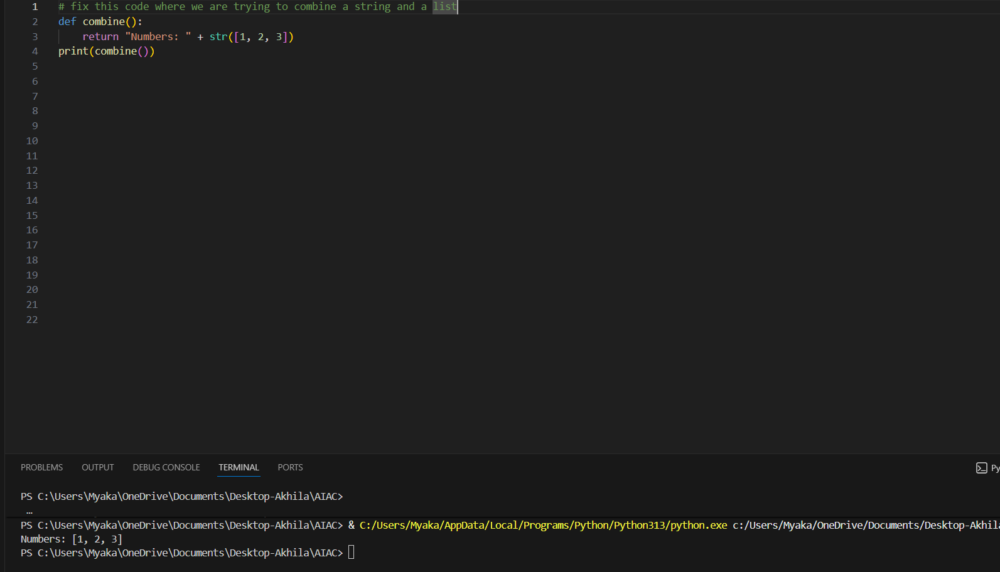 1 # fix this code where we are trying to combine a string and a list
2 def combine():
3     return "Numbers: " + str([1, 2, 3])
4 print(combine())
5
6
7
8
9
10
11
12
13
14
15
16
17
18
19
20
21
22
PROBLEMS OUTPUT DEBUG CONSOLE TERMINAL PORTS Py
PS C:\Users\Myaka\OneDrive\Documents\Desktop-Akhila\AIAC>
…
PS C:\Users\Myaka\OneDrive\Documents\Desktop-Akhila\AIAC> & C:/Users/Myaka/AppData/Local/Programs/Python/Python313/python.exe c:/Users/Myaka/OneDrive/Documents/Desktop-Akhila
Numbers: [1, 2, 3]
PS C:\Users\Myaka\OneDrive\Documents\Desktop-Akhila\AIAC>